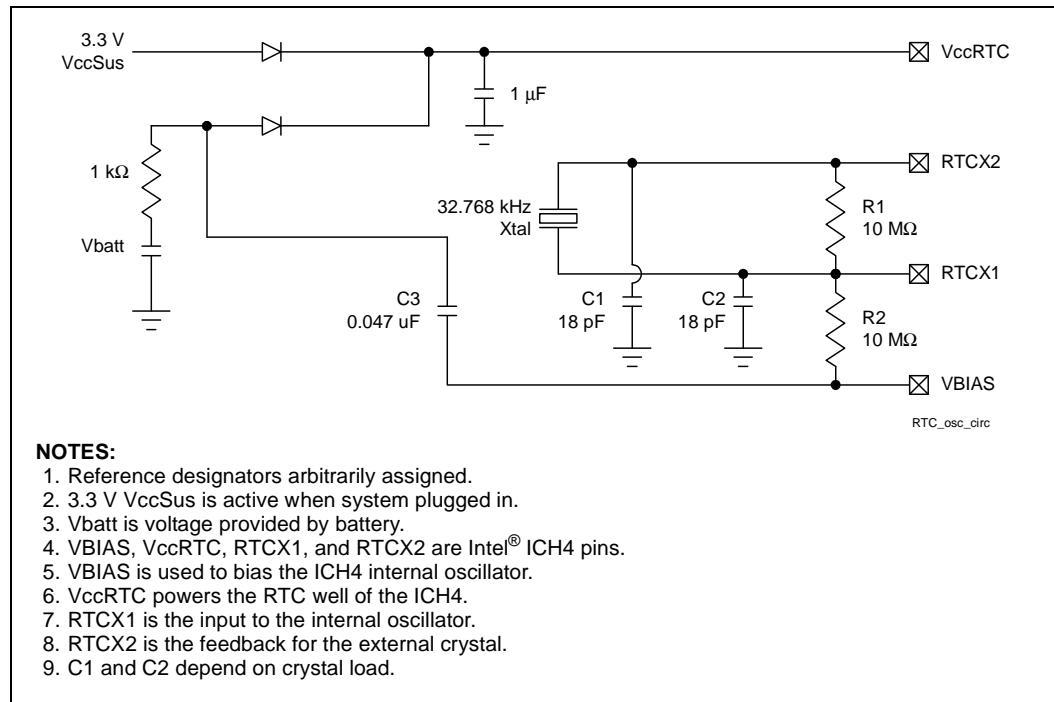 3.3 V
VccSus
VccRTC
1 μF
1 kΩ
RTCX2
32.768 kHz
Xtal
R1
10 MΩ
Vbatt
RTCX1
C3
0.047 uF
C1
18 pF
C2
18 pF
R2
10 MΩ
VBIAS
RTC_osc_circ
NOTES:
1. Reference designators arbitrarily assigned.
2. 3.3 V VccSus is active when system plugged in.
3. Vbatt is voltage provided by battery.
4. VBIAS, VccRTC, RTCX1, and RTCX2 are Intel® ICH4 pins.
5. VBIAS is used to bias the ICH4 internal oscillator.
6. VccRTC powers the RTC well of the ICH4.
7. RTCX1 is the input to the internal oscillator.
8. RTCX2 is the feedback for the external crystal.
9. C1 and C2 depend on crystal load.